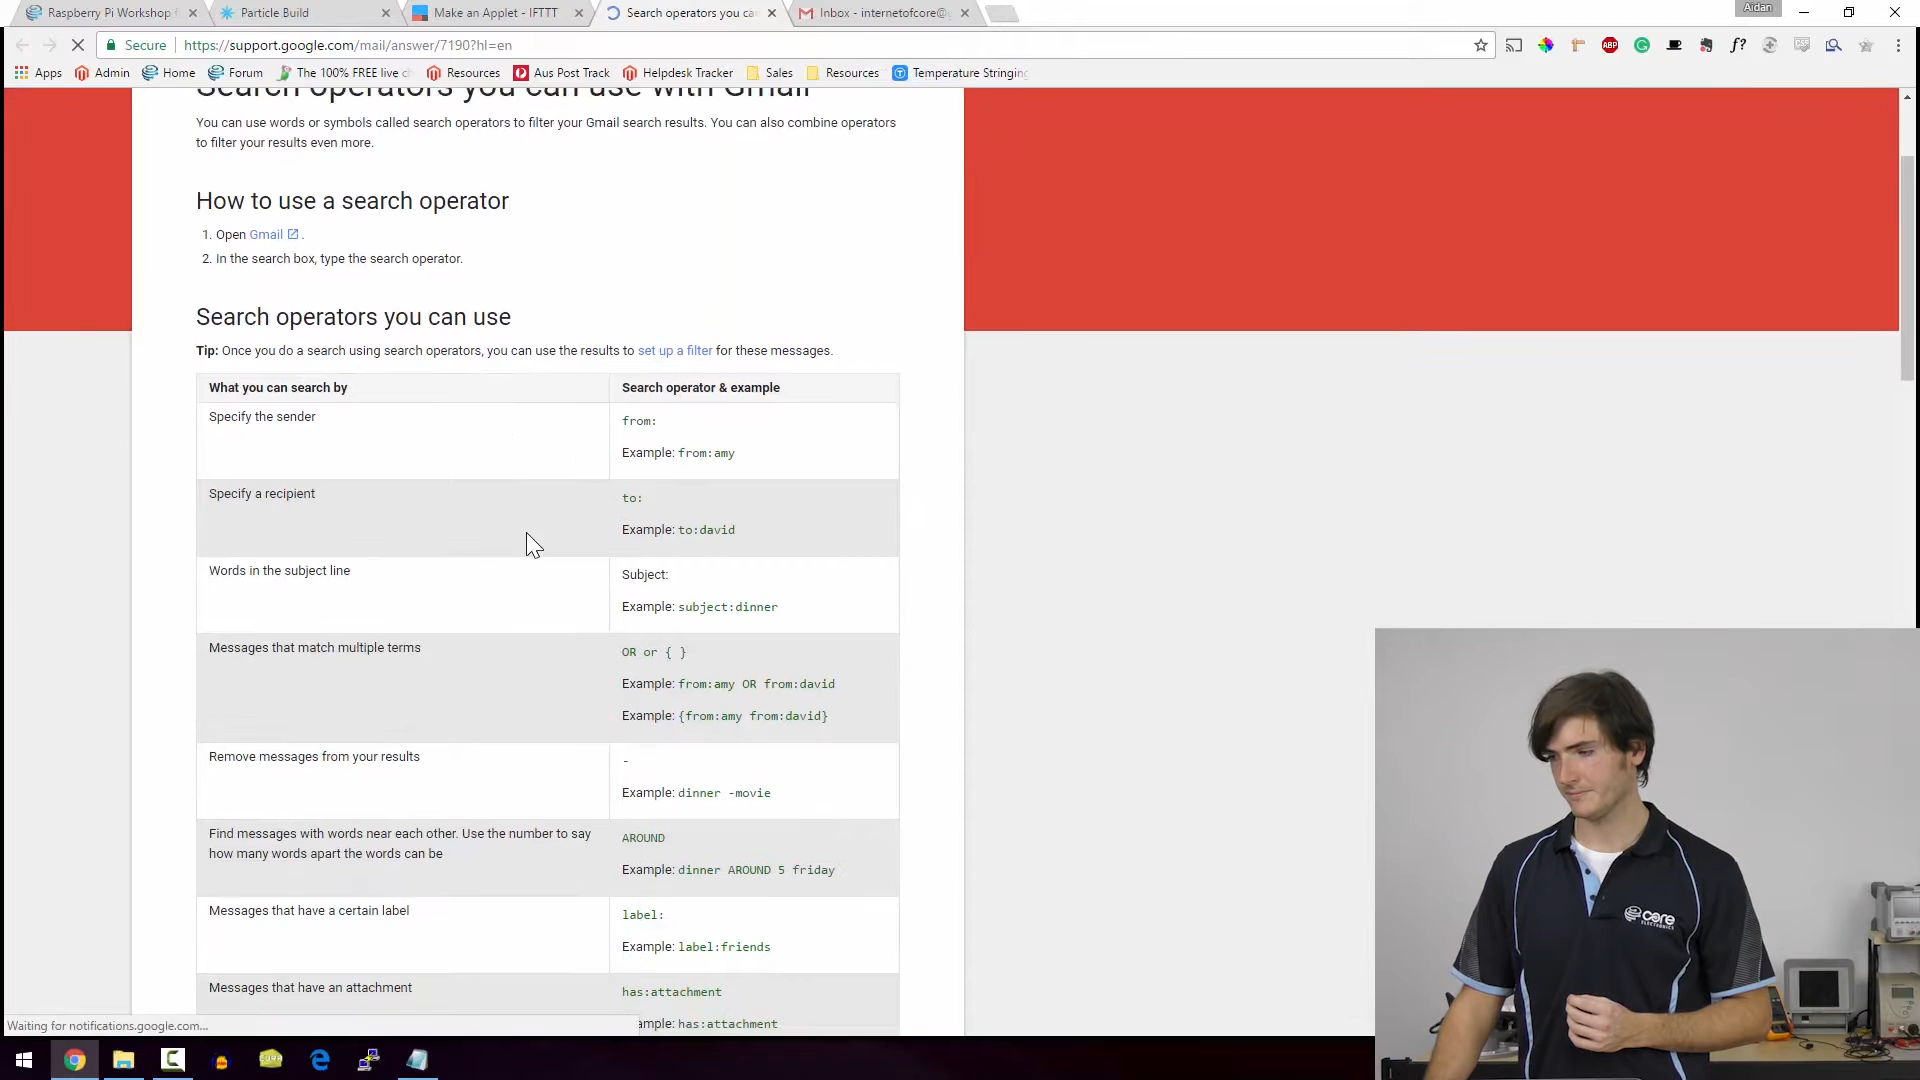 Raspberry Pi Workshop f
Particle Build
Make an Applet - IFTTT
Search operators you ca
Inbox - internetofcore@
Aidan
Secure
https://support.google.com/mail/answer/7190?hl=en
Apps
Admin
Home
Forum
The 100% FREE live c
Resources
Aus Post Track
Helpdesk Tracker
Sales
Resources
Temperature Stringing
Search operators you can use with Gmail
You can use words or symbols called search operators to filter your Gmail search results. You can also combine operators
to filter your results even more.
How to use a search operator
1. Open Gmail .
2. In the search box, type the search operator.
Search operators you can use
Tip: Once you do a search using search operators, you can use the results to set up a filter for these messages.
What you can search by
Search operator & example
Specify the sender
from:
Example: from:amy
Specify a recipient
to:
Example: to:david
Words in the subject line
Subject:
Example: subject:dinner
Messages that match multiple terms
OR or { }
Example: from:amy OR from:david
Example: {from:amy from:david}
Remove messages from your results
-
Example: dinner -movie
Find messages with words near each other. Use the number to say
how many words apart the words can be
AROUND
Example: dinner AROUND 5 friday
Messages that have a certain label
label:
Example: label:friends
Messages that have an attachment
has:attachment
ample: has:attachment
Waiting for notifications.google.com...
core
ELECTRONICS